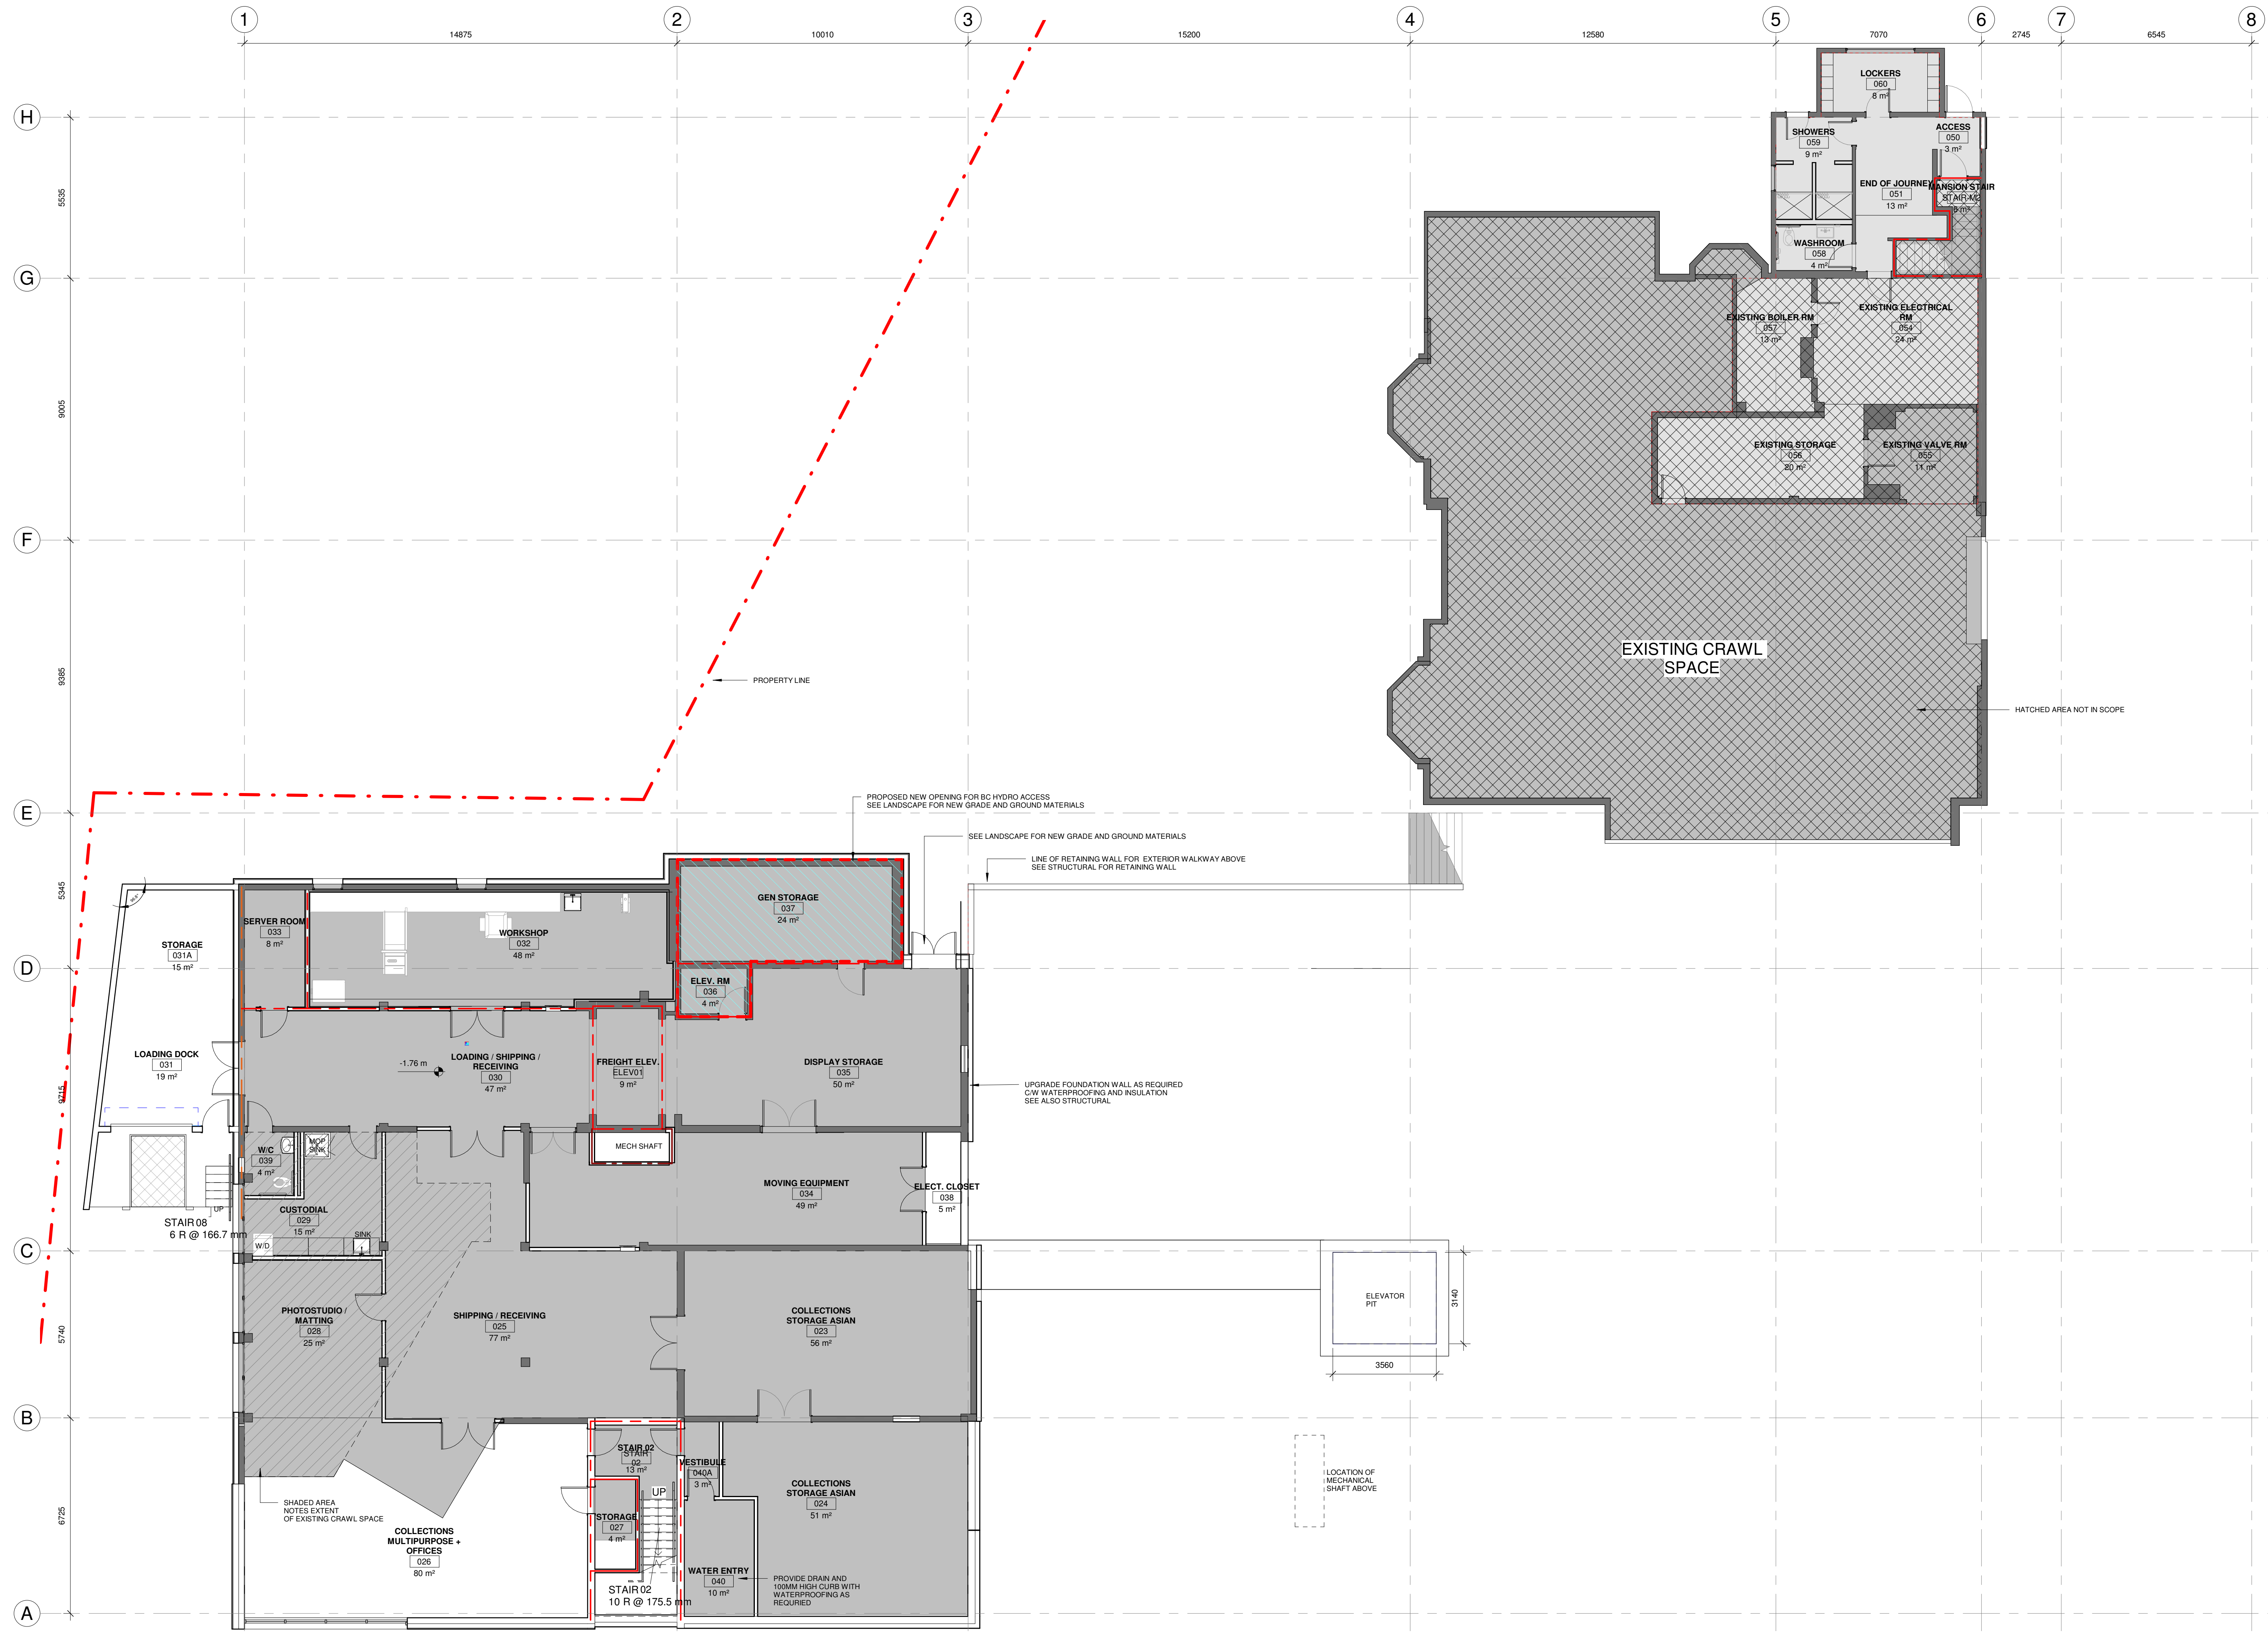 1
2
3
4
5
6
7
8
14875
10010
15200
12580
7070
2745
6545
H
G
F
E
D
C
B
A
5535
9005
9385
5345
9715
5740
6725
LOCKERS
060
8 m²
SHOWERS
059
9 m²
ACCESS
050
3 m²
END OF JOURNEY
051
13 m²
MANSION STAIR
STAIR-M2
6 m²
WASHROOM
058
4 m²
EXISTING BOILER RM
057
13 m²
EXISTING ELECTRICAL
RM
054
24 m²
EXISTING STORAGE
056
20 m²
EXISTING VALVE RM
055
11 m²
EXISTING CRAWL
SPACE
HATCHED AREA NOT IN SCOPE
PROPERTY LINE
PROPOSED NEW OPENING FOR BC HYDRO ACCESS
SEE LANDSCAPE FOR NEW GRADE AND GROUND MATERIALS
SEE LANDSCAPE FOR NEW GRADE AND GROUND MATERIALS
LINE OF RETAINING WALL FOR EXTERIOR WALKWAY ABOVE
SEE STRUCTURAL FOR RETAINING WALL
GEN STORAGE
037
24 m²
SERVER ROOM
033
8 m²
WORKSHOP
032
48 m²
STORAGE
031A
15 m²
ELEV. RM
036
4 m²
LOADING DOCK
031
19 m²
-1.76 m
LOADING / SHIPPING /
RECEIVING
030
47 m²
FREIGHT ELEV.
ELEV01
9 m²
DISPLAY STORAGE
035
50 m²
UPGRADE FOUNDATION WALL AS REQUIRED
C/W WATERPROOFING AND INSULATION
SEE ALSO STRUCTURAL
W/C
039
4 m²
MOP
SINK
MECH SHAFT
MOVING EQUIPMENT
034
49 m²
ELECT. CLOSET
038
5 m²
UP
STAIR 08
6 R @ 166.7 mm
CUSTODIAL
029
15 m²
SINK
W/D
PHOTOSTUDIO /
MATTING
028
25 m²
SHIPPING / RECEIVING
025
77 m²
COLLECTIONS
STORAGE ASIAN
023
56 m²
ELEVATOR
PIT
3140
3560
STAIR 02
STAIR
02
13 m²
VESTIBULE
040A
3 m²
UP
COLLECTIONS
STORAGE ASIAN
024
51 m²
LOCATION OF
MECHANICAL
SHAFT ABOVE
SHADED AREA
NOTES EXTENT
OF EXISTING CRAWL SPACE
STORAGE
027
4 m²
COLLECTIONS
MULTIPURPOSE +
OFFICES
026
80 m²
WATER ENTRY
040
10 m²
PROVIDE DRAIN AND
100MM HIGH CURB WITH
WATERPROOFING AS
REQURIED
STAIR 02
10 R @ 175.5 mm